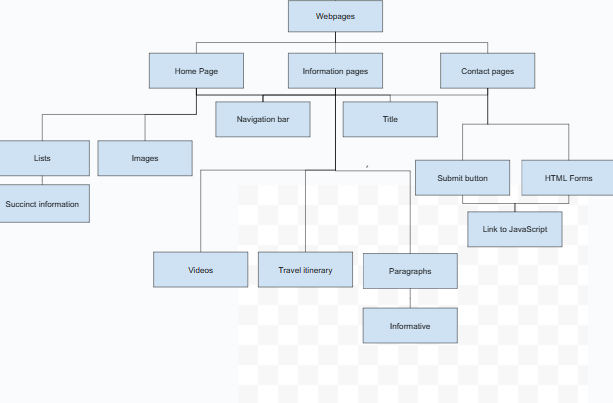 Webpages
Home Page
Information pages
Contact pages
Navigation bar
Title
Lists
Images
Submit button
HTML Forms
Succinct information
Link to JavaScript
Videos
Travel itinerary
Paragraphs
Informative